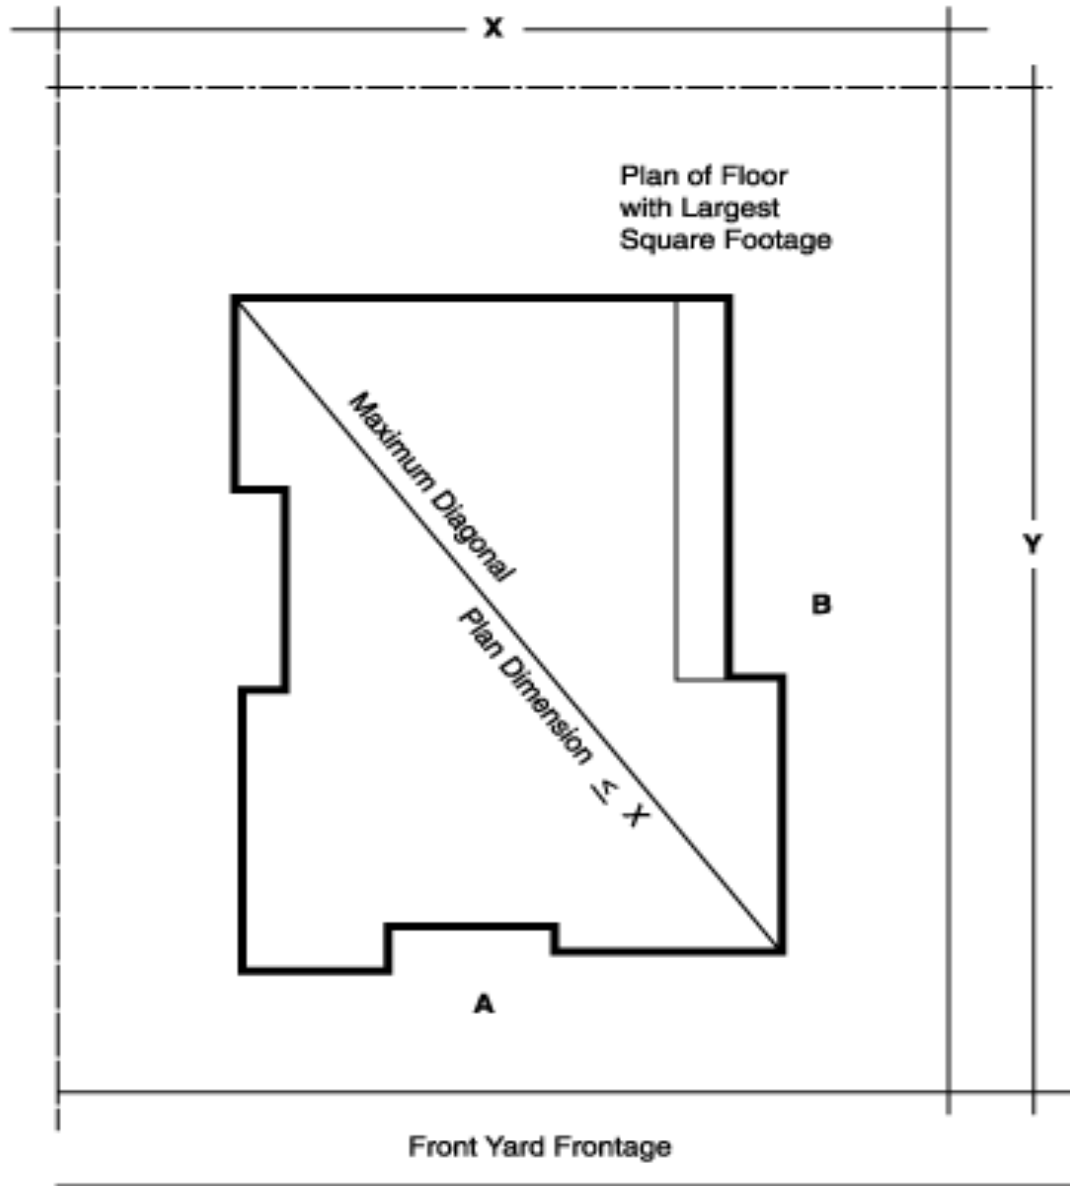 X
Plan of Floor
with Largest
Square Footage
Maximum Diagonal
Plan Dimension ≤ X
Y
B
A
Front Yard Frontage